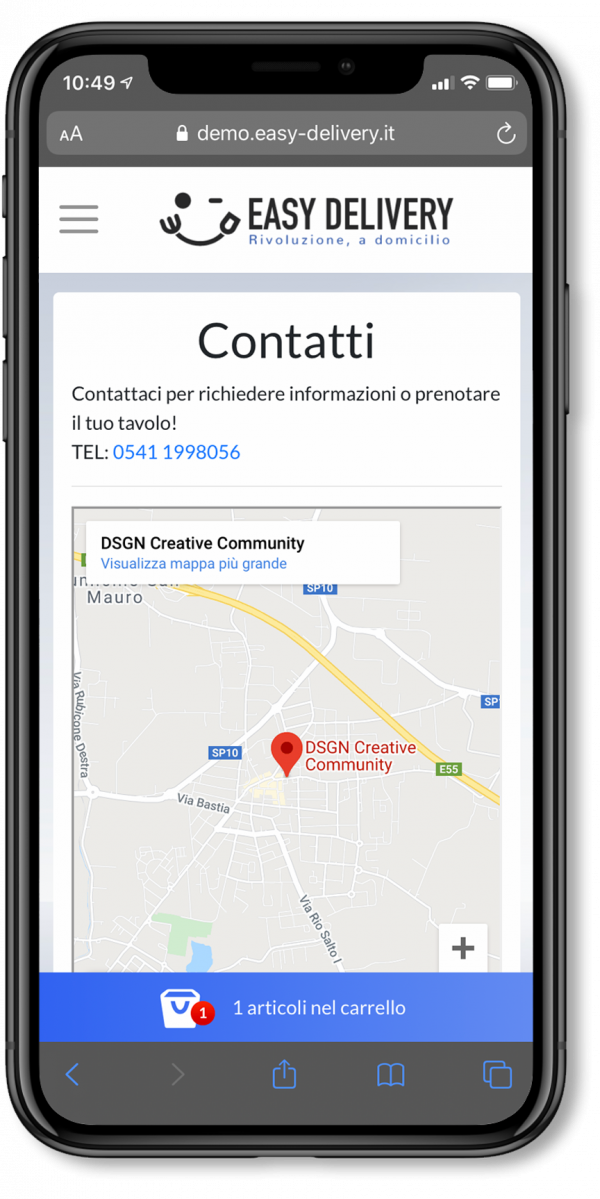 10:49
AA demo.easy-delivery.it
EASY DELIVERY
Rivoluzione, a domicilio
Contatti
Contattaci per richiedere informazioni o prenotare
il tuo tavolo!
TEL: 0541 1998056
DSGN Creative Community
Visualizza mappa più grande
Mauro
SP10
Via Rubicone Destra
SP
SP10
DSGN Creative
Community
E55
Via Bastia
Via Rio Salto I
+
1
1 articoli nel carrello